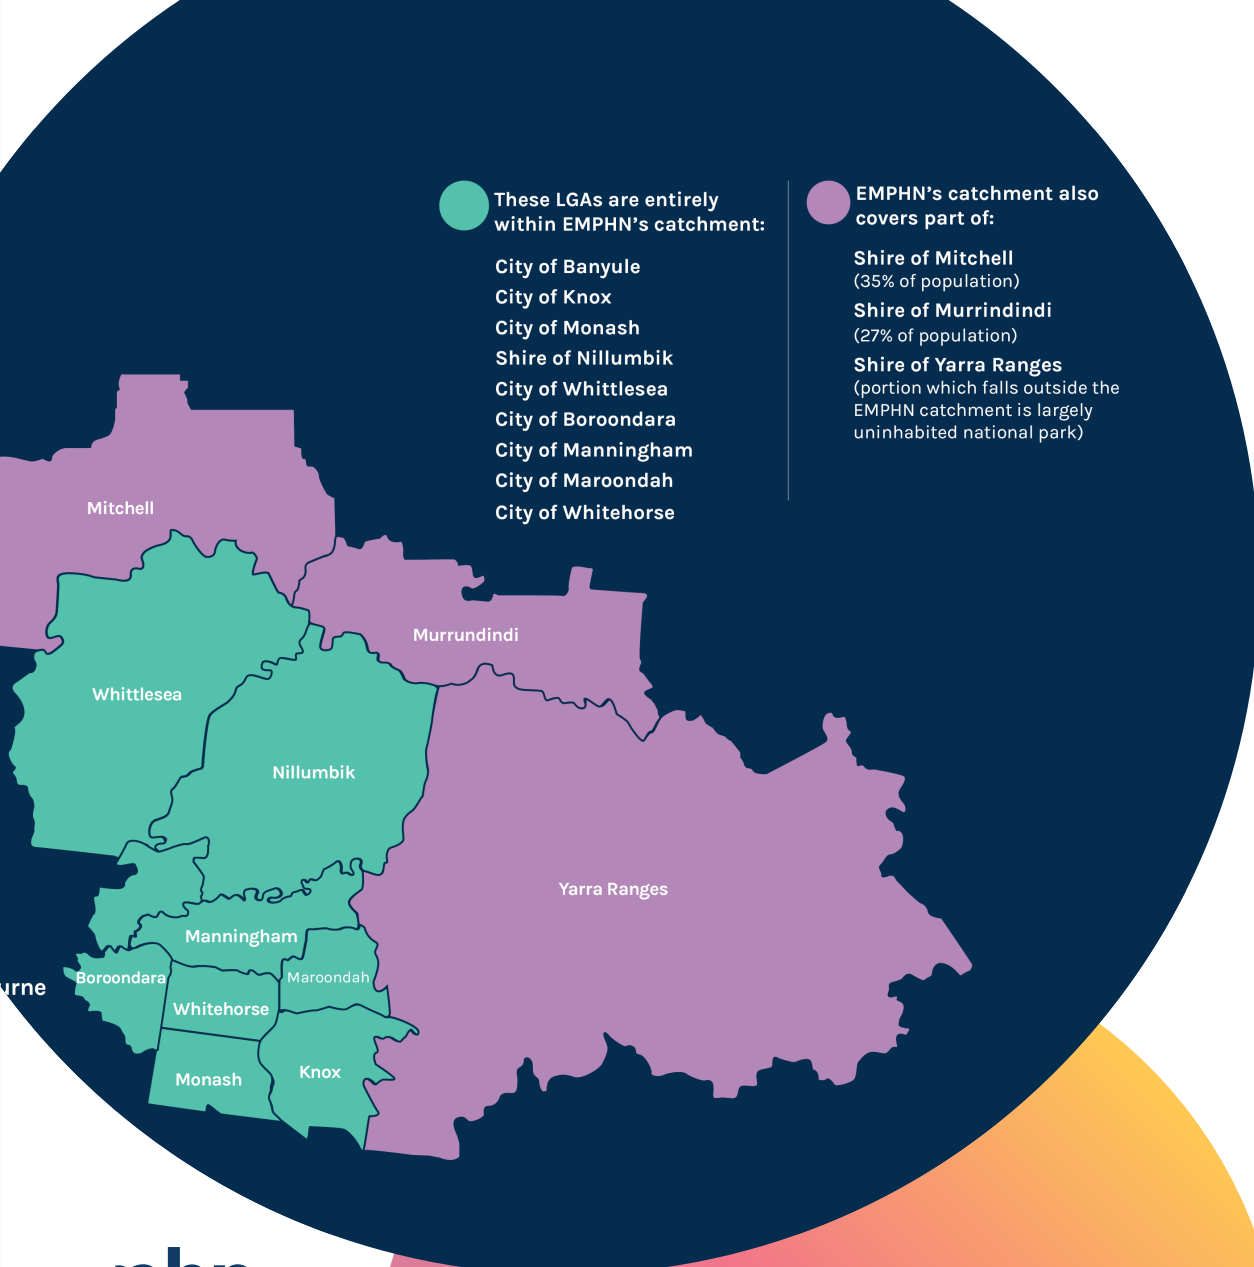 These LGAs are entirely
within EMPHN's catchment:
City of Banyule
City of Knox
City of Monash
Shire of Nillumbik
City of Whittlesea
City of Boroondara
City of Manningham
City of Maroondah
City of Whitehorse
EMPHN's catchment also
covers part of:
Shire of Mitchell
(35% of population)
Shire of Murrindindi
(27% of population)
Shire of Yarra Ranges
(portion which falls outside the
EMPHN catchment is largely
uninhabited national park)
Mitchell
Murrundindi
Whittlesea
Nillumbik
Yarra Ranges
Manningham
Boroondara
Maroondah
urne
Whitehorse
Knox
Monash